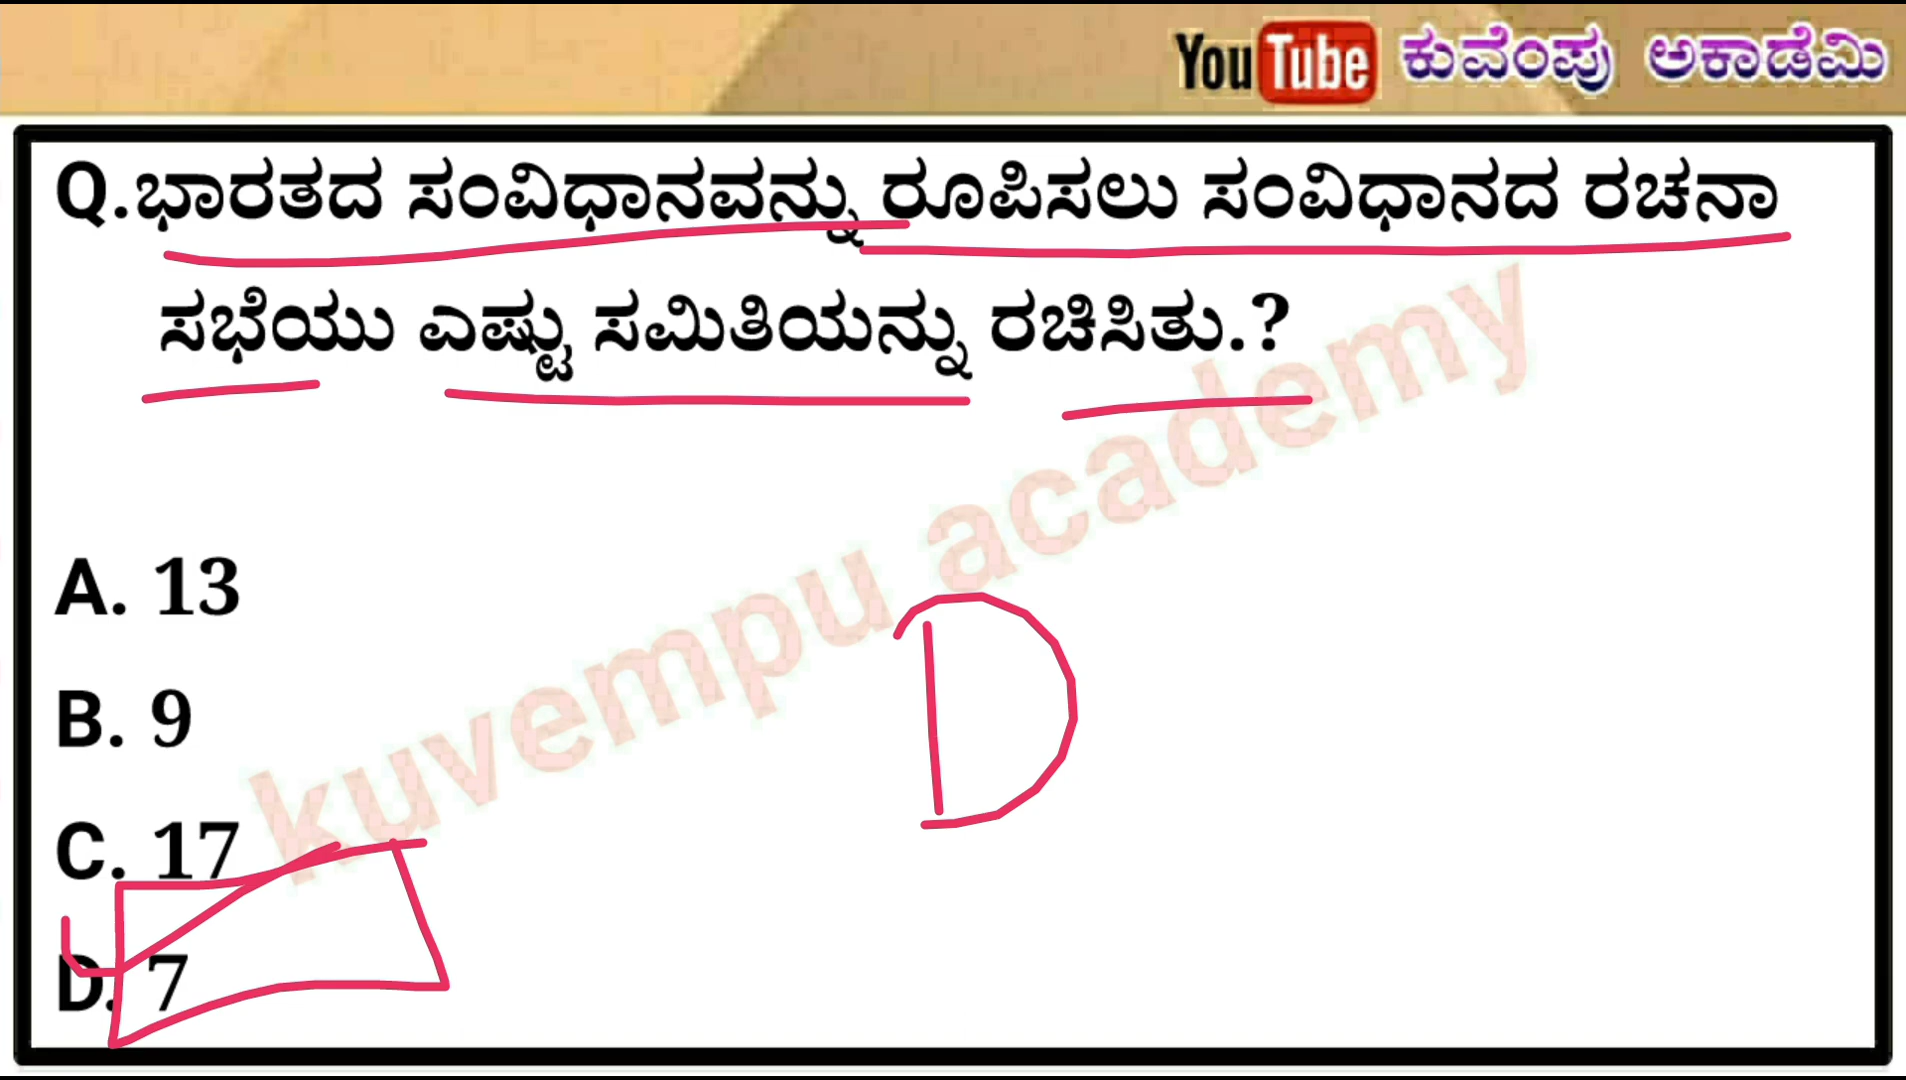 YouTube ಕುವೆಂಪು ಅಕಾಡೆಮಿ
Q.ಭಾರತದ ಸಂವಿಧಾನವನ್ನು ರೂಪಿಸಲು ಸಂವಿಧಾನದ ರಚನಾ
ಸಭೆಯು ಎಷ್ಟು ಸಮಿತಿಯನ್ನು ರಚಿಸಿತು.?
kuvempu academy
A. 13
B. 9
D
C. 17
D. 7